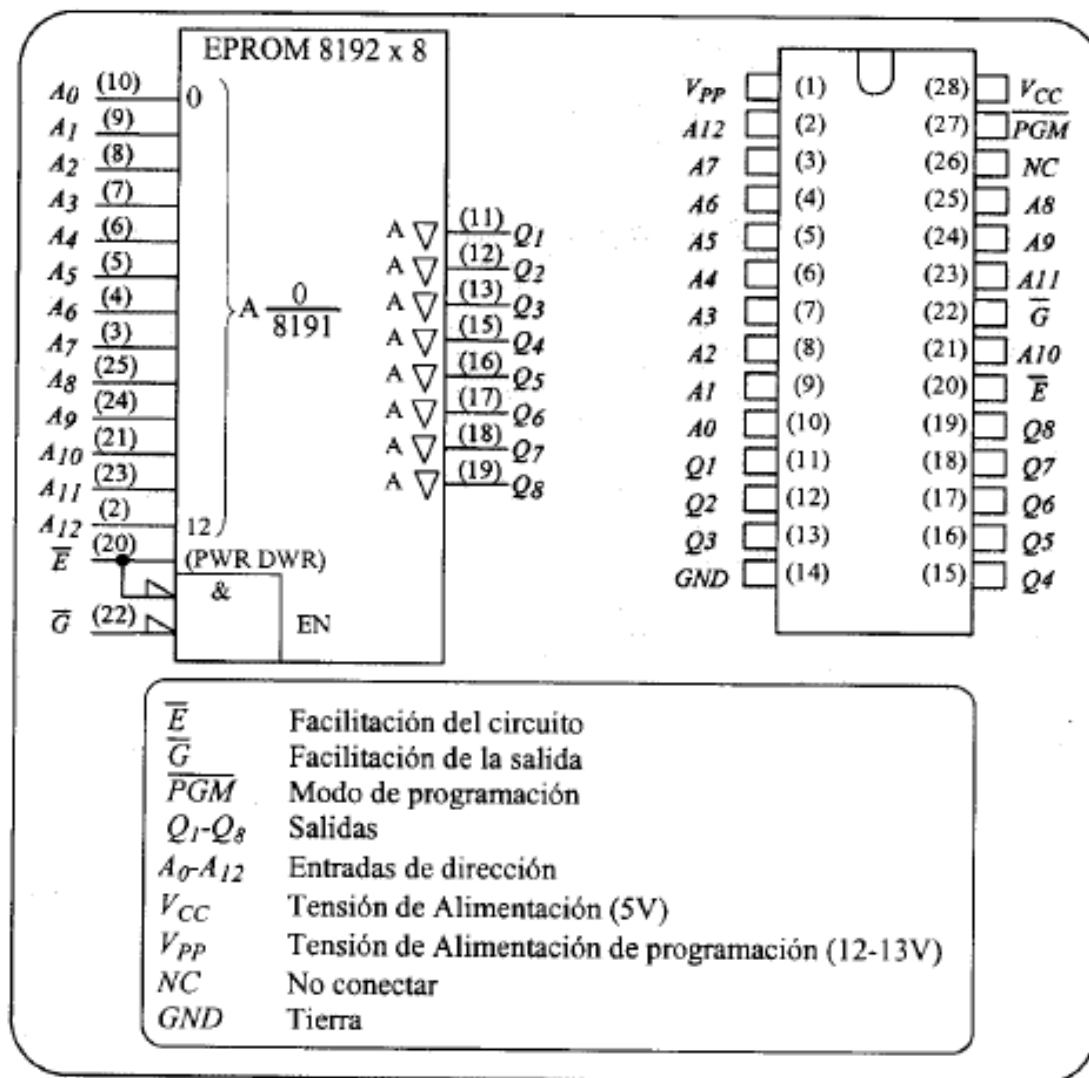 EPROM 8192 x 8
A0 (10) 0
A1 (9)
A2 (8)
A3 (7)
A4 (6)
A5 (5)
A6 (4)
A7 (3)
A8 (25)
A9 (24)
A10 (21)
A11 (23)
A12 (2) 12
A 0/8191
E̅ (20) (PWR DWR)
&
G̅ (22) EN
A ▽ (11) Q1
A ▽ (12) Q2
A ▽ (13) Q3
A ▽ (15) Q4
A ▽ (16) Q5
A ▽ (17) Q6
A ▽ (18) Q7
A ▽ (19) Q8
VPP (1) (28) VCC
A12 (2) (27) P̅G̅M̅
A7 (3) (26) NC
A6 (4) (25) A8
A5 (5) (24) A9
A4 (6) (23) A11
A3 (7) (22) G̅
A2 (8) (21) A10
A1 (9) (20) E̅
A0 (10) (19) Q8
Q1 (11) (18) Q7
Q2 (12) (17) Q6
Q3 (13) (16) Q5
GND (14) (15) Q4
E̅ Facilitación del circuito
G̅ Facilitación de la salida
P̅G̅M̅ Modo de programación
Q1-Q8 Salidas
A0-A12 Entradas de dirección
VCC Tensión de Alimentación (5V)
VPP Tensión de Alimentación de programación (12-13V)
NC No conectar
GND Tierra